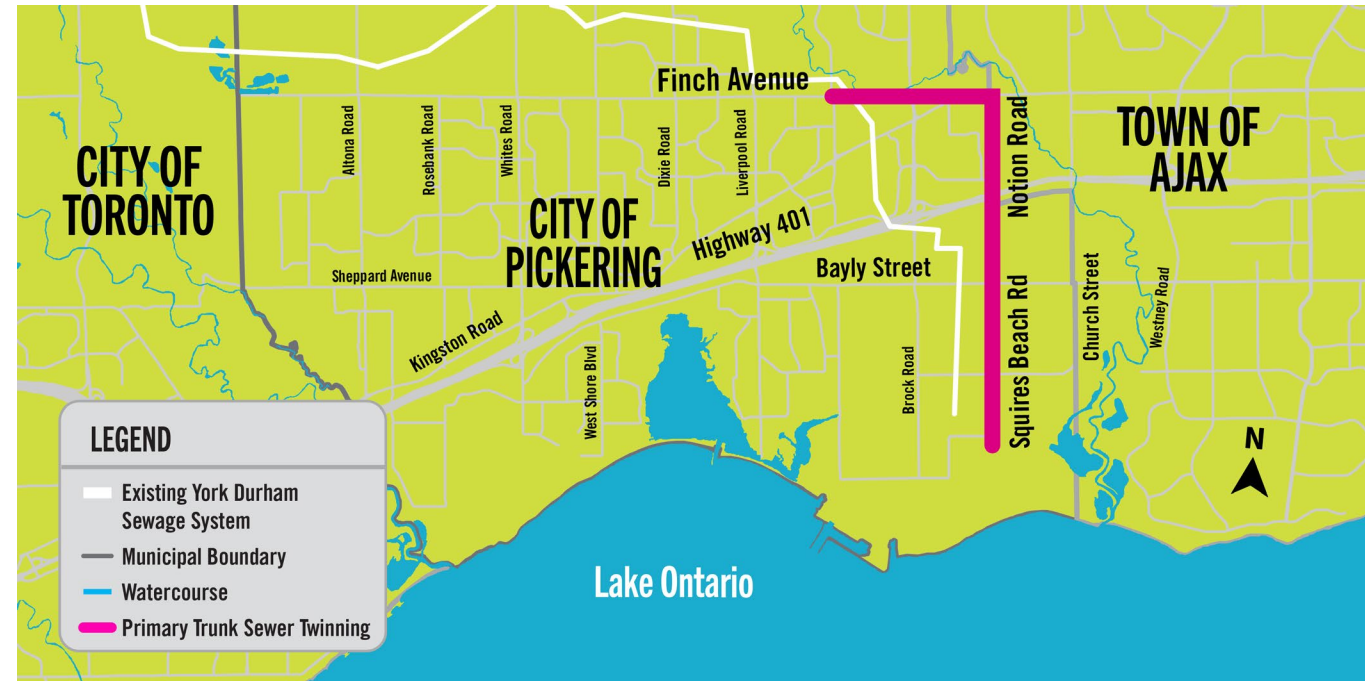 Finch Avenue
CITY OF
TORONTO
Altona Road
Rosebank Road
Whites Road
Dixie Road
Liverpool Road
Notion Road
TOWN OF
AJAX
CITY OF
PICKERING
Highway 401
Bayly Street
Sheppard Avenue
Kingston Road
West Shore Blvd
Brock Road
Squires Beach Rd
Church Street
Westney Road
N
Lake Ontario
LEGEND
Existing York Durham
Sewage System
Municipal Boundary
Watercourse
Primary Trunk Sewer Twinning